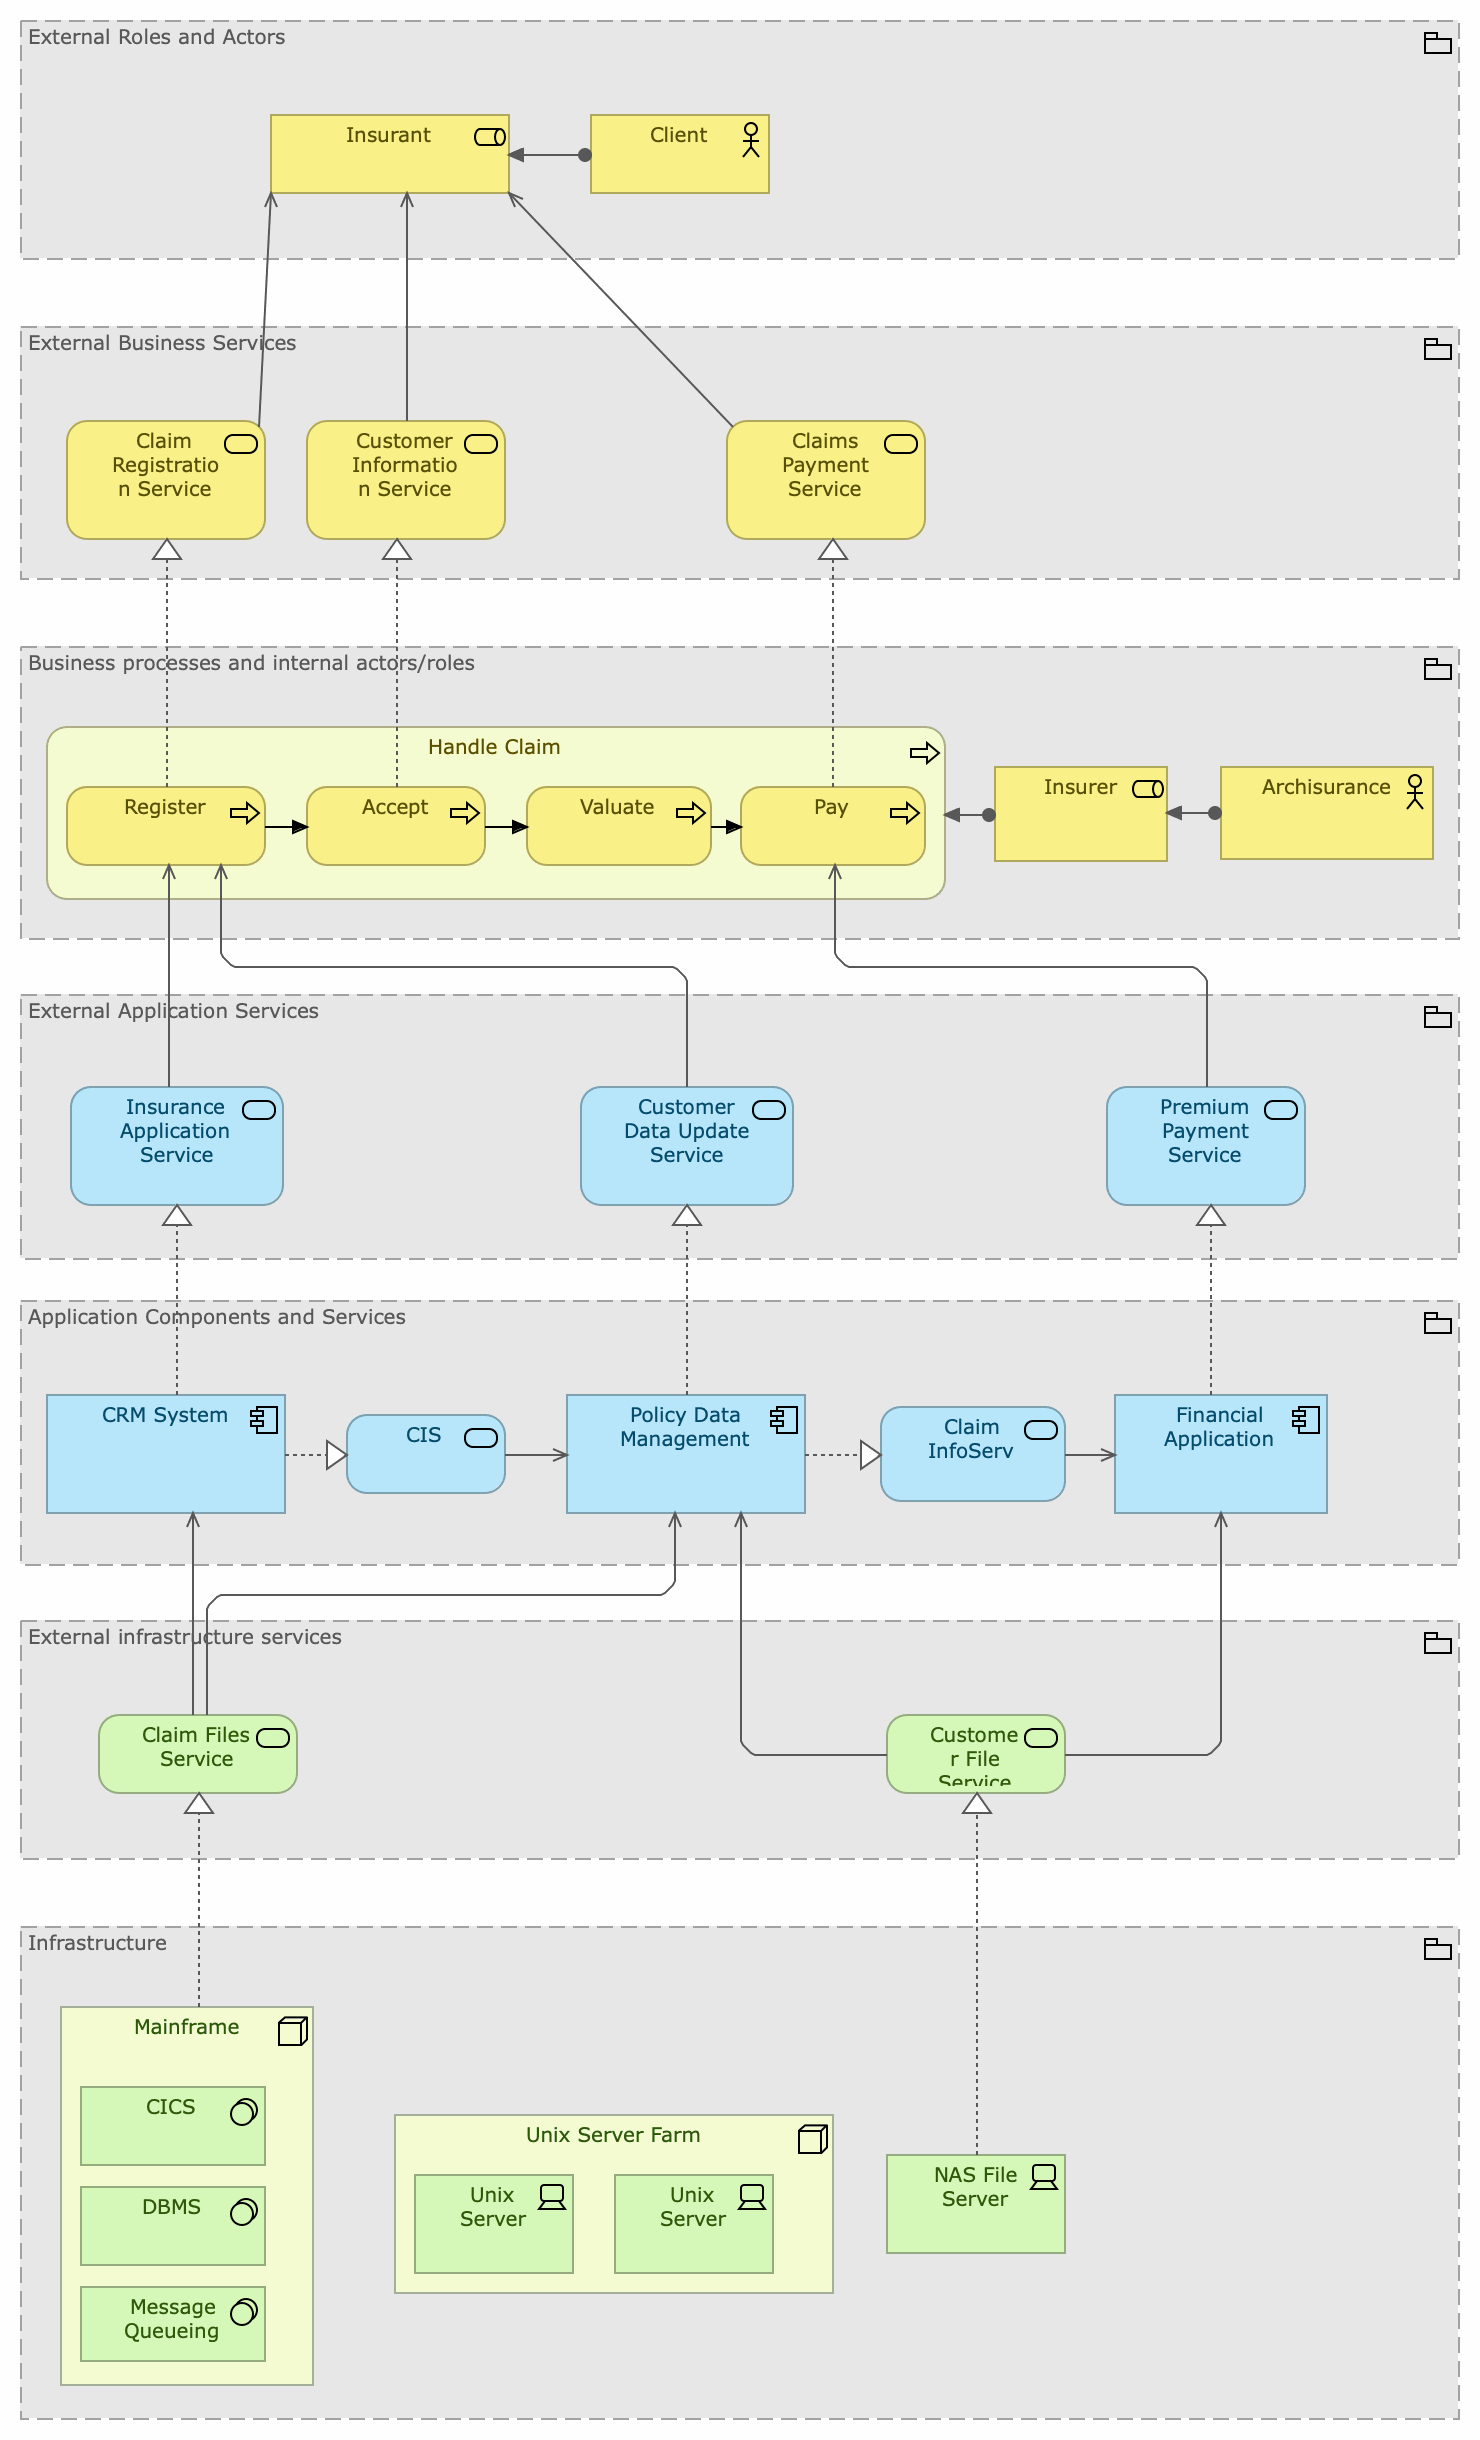 External Roles and Actors
Insurant
Client
External Business Services
Claim
Registratio
n Service
Customer
Informatio
n Service
Claims
Payment
Service
Business processes and internal actors/roles
Handle Claim
Register
Accept
Valuate
Pay
Insurer
Archisurance
External Application Services
Insurance
Application
Service
Customer
Data Update
Service
Premium
Payment
Service
Application Components and Services
CRM System
CIS
Policy Data
Management
Claim
InfoServ
Financial
Application
External infrastructure services
Claim Files
Service
Custome
r File
Service
Infrastructure
Mainframe
CICS
DBMS
Message
Queueing
Unix Server Farm
Unix
Server
Unix
Server
NAS File
Server